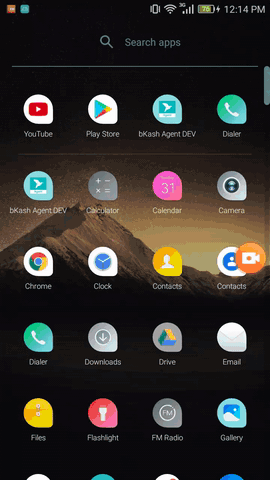 3G 76 12:14 PM
Search apps
YouTube Play Store bKash Agent DEV Dialer
bKash Agent DEV Calculator Calendar Camera
31
Chrome Clock Contacts Contacts
Dialer Downloads Drive Email
FM
Files Flashlight FM Radio Gallery